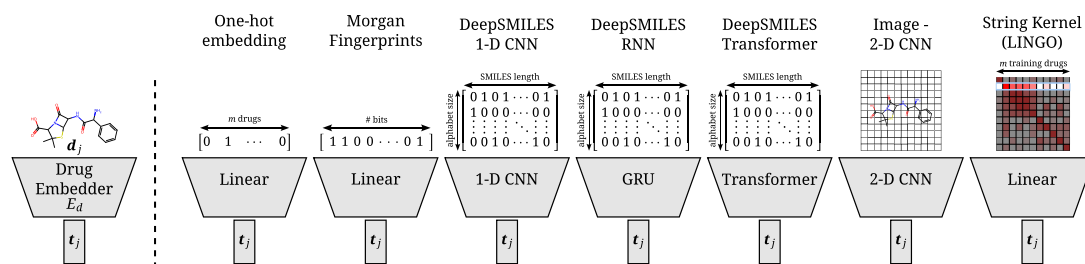 One-hot
embedding
Morgan
Fingerprints
DeepSMILES
1-D CNN
DeepSMILES
RNN
DeepSMILES
Transformer
Image -
2-D CNN
String Kernel
(LINGO)
d_j
m drugs
[0 1 ··· 0]
# bits
[1 1 0 0 ··· 0 1]
SMILES length
alphabet size
0 1 0 1 ··· 0 1
1 0 0 0 ··· 0 0
⋮ ⋮ ⋮ ⋮ ⋱ ⋮ ⋮
0 0 0 0 ··· 1 0
SMILES length
alphabet size
0 1 0 1 ··· 0 1
1 0 0 0 ··· 0 0
⋮ ⋮ ⋮ ⋮ ⋱ ⋮ ⋮
0 0 0 0 ··· 1 0
SMILES length
alphabet size
0 1 0 1 ··· 0 1
1 0 0 0 ··· 0 0
⋮ ⋮ ⋮ ⋮ ⋱ ⋮ ⋮
0 0 0 0 ··· 1 0
m training drugs
Drug
Embedder
E_d
Linear
Linear
1-D CNN
GRU
Transformer
2-D CNN
Linear
t_j
t_j
t_j
t_j
t_j
t_j
t_j
t_j